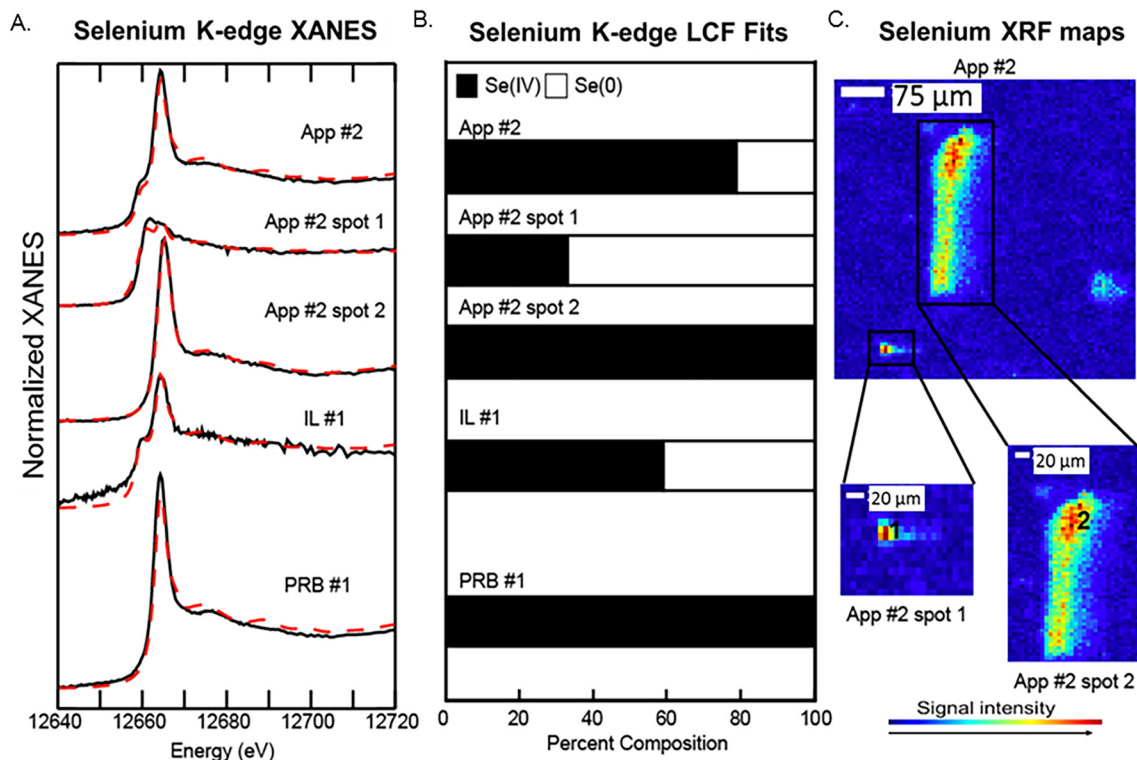 A.
Selenium K-edge XANES
Normalized XANES
App #2
App #2 spot 1
App #2 spot 2
IL #1
PRB #1
12640 12660 12680 12700 12720
Energy (eV)
B.
Selenium K-edge LCF Fits
Se(IV) Se(0)
App #2
App #2 spot 1
App #2 spot 2
IL #1
PRB #1
0 20 40 60 80 100
Percent Composition
C.
Selenium XRF maps
App #2
75 µm
20 µm
1
App #2 spot 1
20 µm
2
App #2 spot 2
Signal intensity